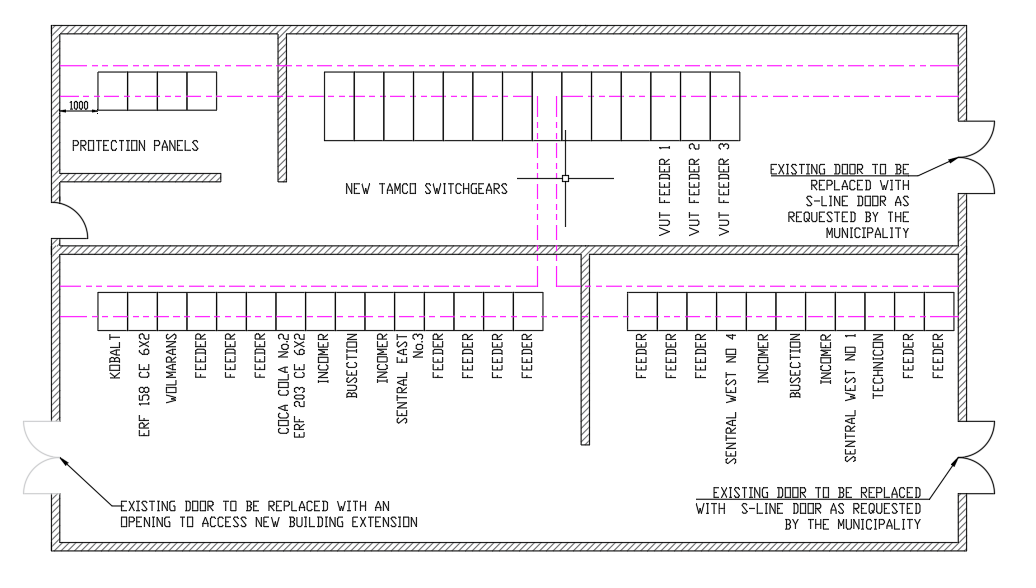 1000
PROTECTION PANELS
NEW TAMCO SWITCHGEARS
VUT FEEDER 1
VUT FEEDER 2
VUT FEEDER 3
EXISTING DOOR TO BE
REPLACED WITH
S-LINE DOOR AS
REQUESTED BY THE
MUNICIPALITY
KOBALT
ERF 158 CE 6X2
WOLMARANS
FEEDER
FEEDER
FEEDER
COCA COLA No.2
ERF 203 CE 6X2
INCOMER
BUSECTION
INCOMER
SENTRAL EAST
No.3
FEEDER
FEEDER
FEEDER
FEEDER
FEEDER
FEEDER
FEEDER
SENTRAL WEST NO 4
INCOMER
BUSECTION
INCOMER
SENTRAL WEST NO 1
TECHNICON
FEEDER
FEEDER
EXISTING DOOR TO BE REPLACED WITH AN
OPENING TO ACCESS NEW BUILDING EXTENSION
EXISTING DOOR TO BE REPLACED
WITH S-LINE DOOR AS REQUESTED
BY THE MUNICIPALITY